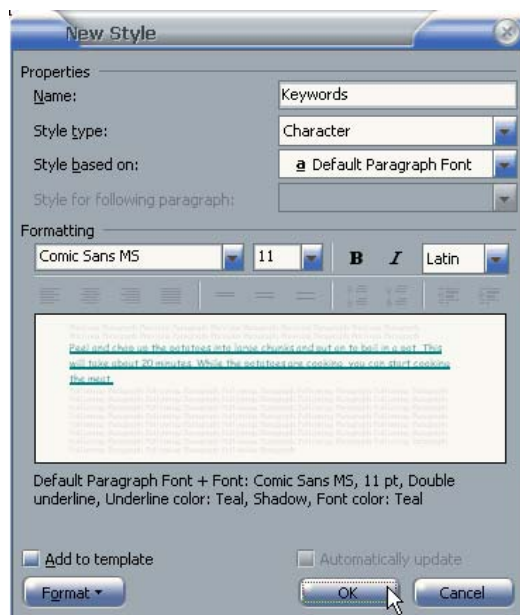 New Style
Properties
Name: Keywords
Style type: Character
Style based on: a Default Paragraph Font
Style for following paragraph:
Formatting
Comic Sans MS 11 B I Latin
Peel and chop up the potatoes into large chunks and put on to boil in a pot. This
will take about 20 minutes. While the potatoes are cooking, you can start cooking
the meat.
Default Paragraph Font + Font: Comic Sans MS, 11 pt, Double
underline, Underline color: Teal, Shadow, Font color: Teal
Add to template Automatically update
Format OK Cancel